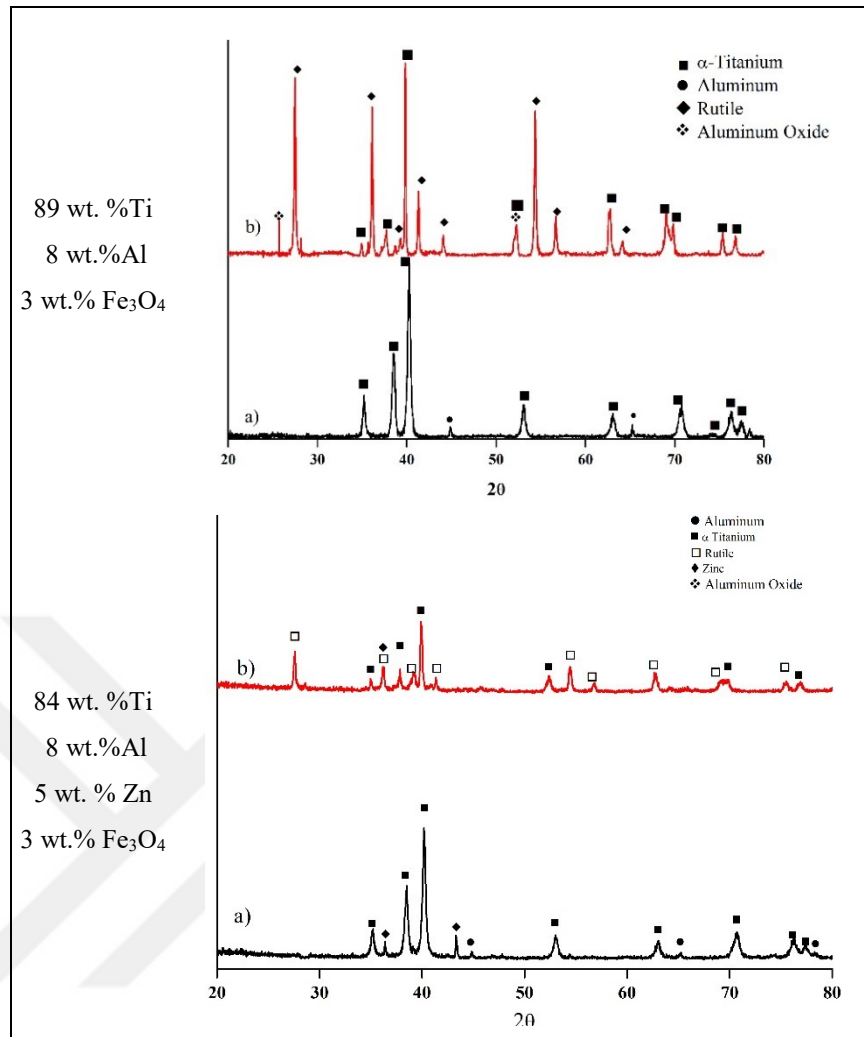 89 wt. %Ti
8 wt.%Al
3 wt.% Fe₃O₄
■ α-Titanium
● Aluminum
◆ Rutile
❖ Aluminum Oxide
b)
a)
20 30 40 50 60 70 80
2θ
84 wt. %Ti
8 wt.%Al
5 wt. % Zn
3 wt.% Fe₃O₄
● Aluminum
■ α Titanium
□ Rutile
◆ Zinc
❖ Aluminum Oxide
b)
a)
20 30 40 50 60 70 80
2θ